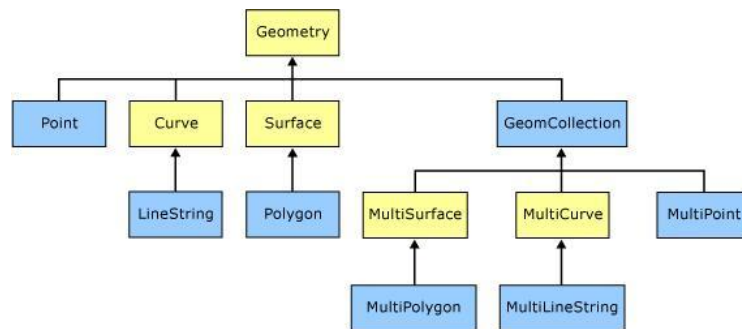 Geometry
Point
Curve
Surface
GeomCollection
LineString
Polygon
MultiSurface
MultiCurve
MultiPoint
MultiPolygon
MultiLineString